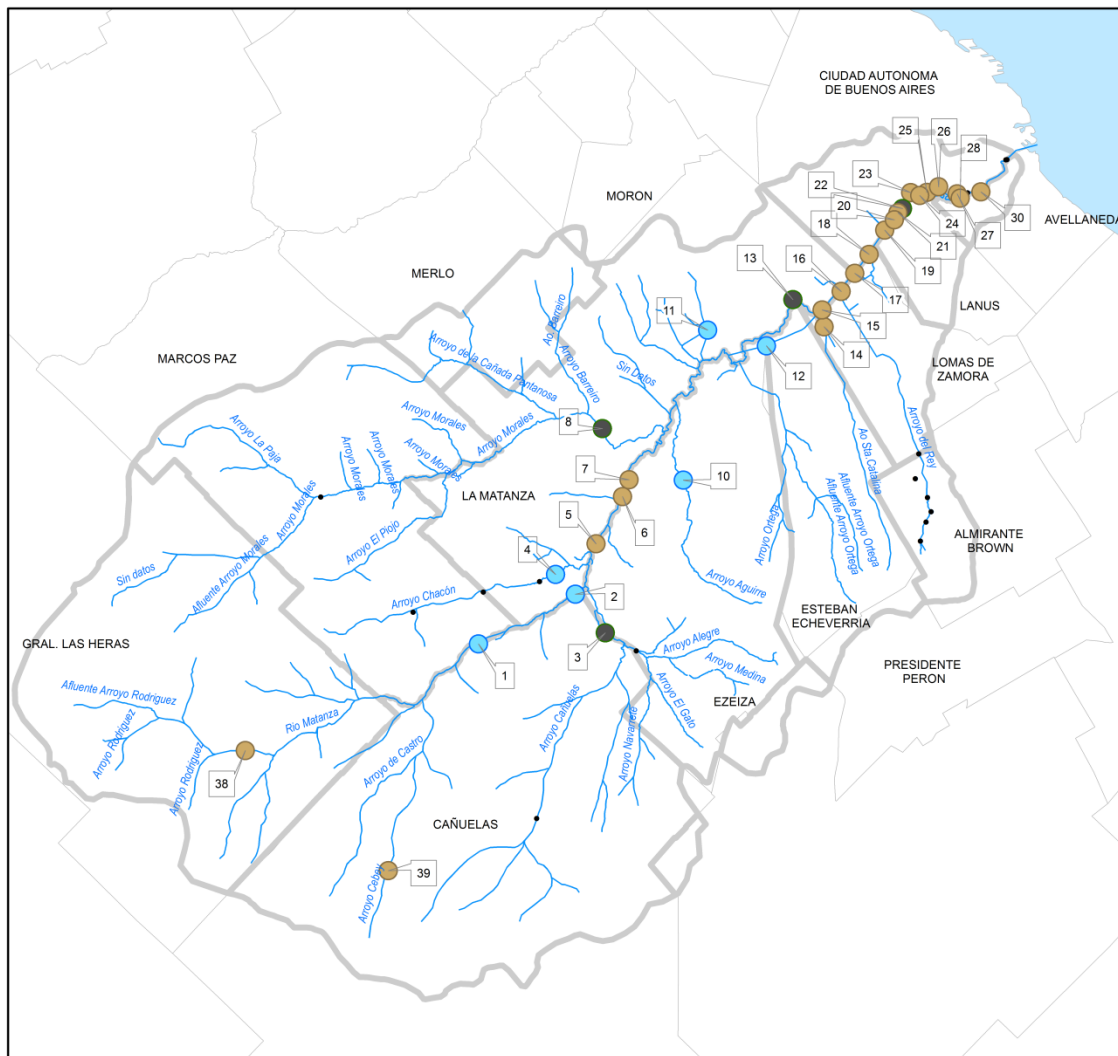 CIUDAD AUTONOMA
DE BUENOS AIRES
25
26
28
23
22
20
18
24
30
21
27
19
AVELLANEDA
MORON
MERLO
13
16
17
LANUS
11
15
14
12
MARCOS PAZ
Ao. Barreiro
Arroyo Barreiro
Arroyo de la Cañada Pantanosa
Sin Datos
LOMAS DE
ZAMORA
Arroyo Morales
Arroyo Morales
Arroyo Morales
8
Arroyo La Paja
Arroyo Morales
Arroyo Morales
7
10
Ao Sta Catalina
Arroyo del Rey
LA MATANZA
6
5
Arroyo Morales
Arroyo El Piojo
Arroyo Ortega
Afluente Arroyo Ortega
Afluente Arroyo Ortega
ALMIRANTE
BROWN
4
Sin datos
Afluente Arroyo Morales
Arroyo Chacón
2
Arroyo Aguirre
ESTEBAN
ECHEVERRIA
GRAL. LAS HERAS
1
3
Arroyo Alegre
Arroyo Medina
PRESIDENTE
PERON
Afluente Arroyo Rodriguez
Arroyo Rodriguez
Arroyo Rodriguez
Rio Matanza
Arroyo Cañuelas
Arroyo Navarrete
Arroyo El Gato
EZEIZA
38
Arroyo de Castro
CAÑUELAS
39
Arroyo Cebey